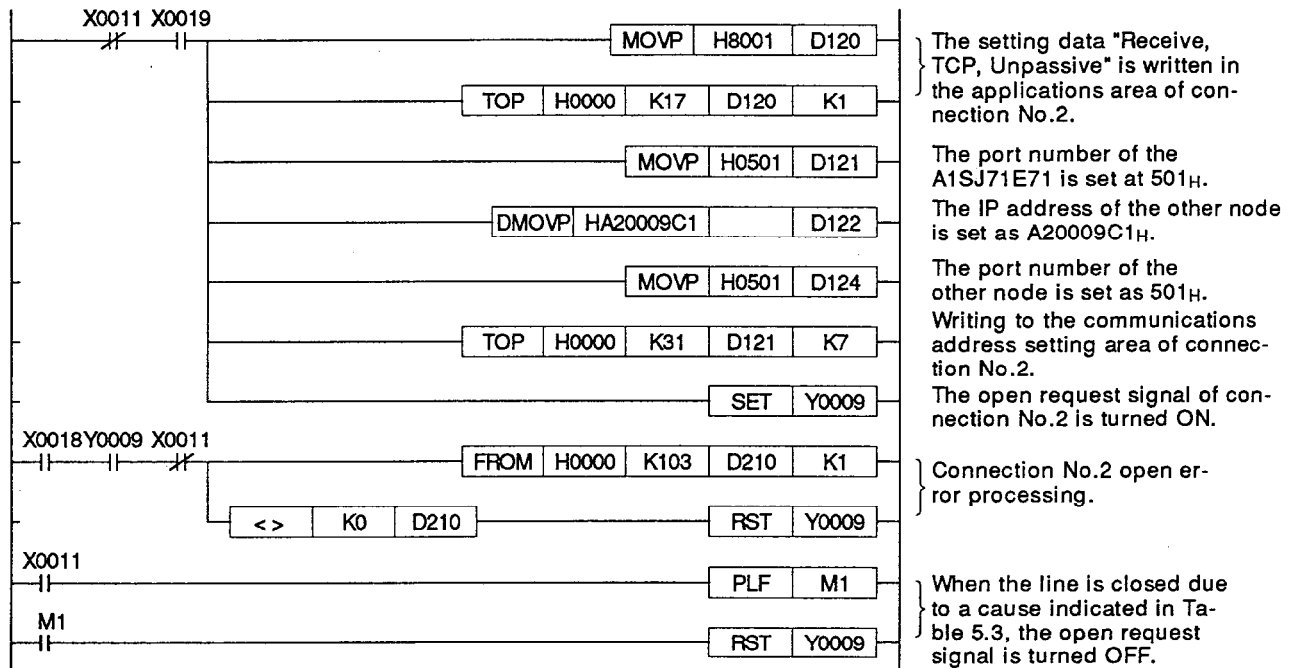 X0011 X0019
MOVP H8001 D120
The setting data "Receive,
TCP, Unpassive" is written in
the applications area of con-
nection No.2.
TOP H0000 K17 D120 K1
MOVP H0501 D121
The port number of the
A1SJ71E71 is set at 501H.
DMOVP HA20009C1 D122
The IP address of the other node
is set as A20009C1H.
MOVP H0501 D124
The port number of the
other node is set as 501H.
TOP H0000 K31 D121 K7
Writing to the communications
address setting area of connec-
tion No.2.
SET Y0009
The open request signal of con-
nection No.2 is turned ON.
X0018 Y0009 X0011
FROM H0000 K103 D210 K1
Connection No.2 open er-
ror processing.
<> K0 D210 RST Y0009
X0011
PLF M1
When the line is closed due
to a cause indicated in Ta-
ble 5.3, the open request
signal is turned OFF.
M1
RST Y0009